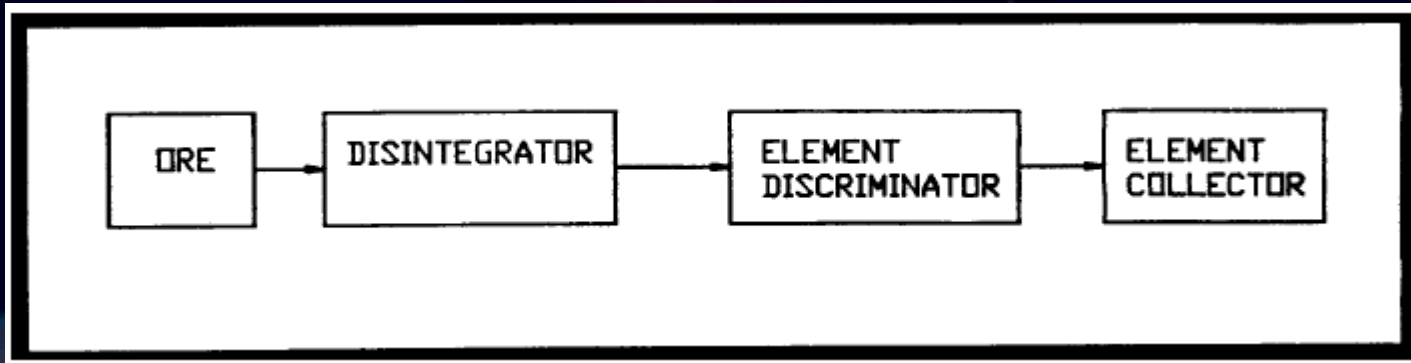 ORE
DISINTEGRATOR
ELEMENT
DISCRIMINATOR
ELEMENT
COLLECTOR